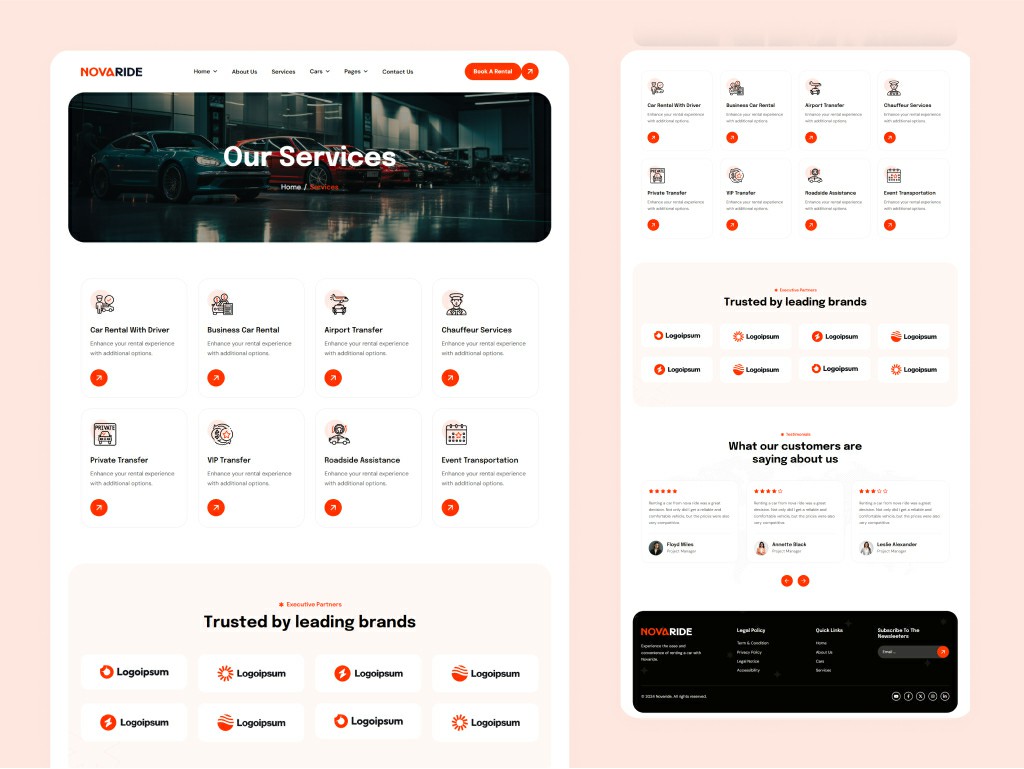 NOVARIDE
Home
About Us
Services
Cars
Pages
Contact Us
Book A Rental
Our Services
Home / Services
Car Rental With Driver
Enhance your rental experience
with additional options.
Business Car Rental
Enhance your rental experience
with additional options.
Airport Transfer
Enhance your rental experience
with additional options.
Chauffeur Services
Enhance your rental experience
with additional options.
PRIVATE
Private Transfer
Enhance your rental experience
with additional options.
VIP Transfer
Enhance your rental experience
with additional options.
Roadside Assistance
Enhance your rental experience
with additional options.
Event Transportation
Enhance your rental experience
with additional options.
Executive Partners
Trusted by leading brands
Logoipsum
Logoipsum
Logoipsum
Logoipsum
Logoipsum
Logoipsum
Logoipsum
Logoipsum
Car Rental With Driver
Enhance your rental experience
with additional options.
Business Car Rental
Enhance your rental experience
with additional options.
Airport Transfer
Enhance your rental experience
with additional options.
Chauffeur Services
Enhance your rental experience
with additional options.
PRIVATE
Private Transfer
Enhance your rental experience
with additional options.
VIP Transfer
Enhance your rental experience
with additional options.
Roadside Assistance
Enhance your rental experience
with additional options.
Event Transportation
Enhance your rental experience
with additional options.
Executive Partners
Trusted by leading brands
Logoipsum
Logoipsum
Logoipsum
Logoipsum
Logoipsum
Logoipsum
Logoipsum
Logoipsum
Testimonials
What our customers are
saying about us
Renting a car from nova ride was a great
decision. Not only did I get a reliable and
comfortable vehicle, but the prices were also
very competitive.
Floyd Miles
Project Manager
Renting a car from nova ride was a great
decision. Not only did I get a reliable and
comfortable vehicle, but the prices were also
very competitive.
Annette Black
Project Manager
Renting a car from nova ride was a great
decision. Not only did I get a reliable and
comfortable vehicle, but the prices were also
very competitive.
Leslie Alexander
Project Manager
NOVARIDE
Experience the ease and
convenience of renting a car with
Novaride.
Legal Policy
Term & Condition
Privacy Policy
Legal Notice
Accessibility
Quick Links
Home
About Us
Cars
Services
Subscribe To The
Newsleeters
Email ...
© 2024 Novaride. All rights reserved.